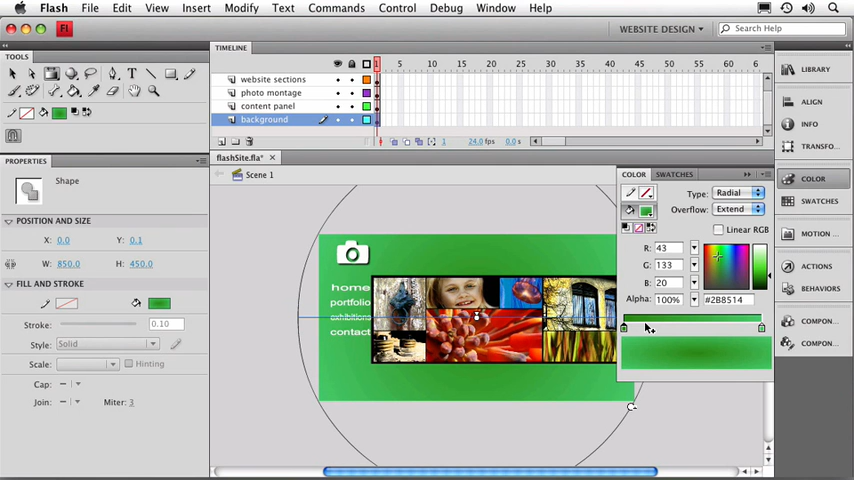 Flash File Edit View Insert Modify Text Commands Control Debug Window Help
Fl WEBSITE DESIGN Search Help
TOOLS
TIMELINE
1 5 10 15 20 25 30 35 40 45 50 55 60 6
website sections
photo montage
content panel
background
1 24.0fps 0.0s
flashSite.fla*
Scene 1
PROPERTIES
Shape
POSITION AND SIZE
X: 0.0 Y: 0.1
W: 850.0 H: 450.0
FILL AND STROKE
Stroke: 0.10
Style: Solid
Scale: Hinting
Cap:
Join: Miter: 3
home
portfolio
exhibitions
contact
COLOR SWATCHES
Type: Radial
Overflow: Extend
Linear RGB
R: 43
G: 133
B: 20
Alpha: 100% #2B8514
LIBRARY
ALIGN
INFO
TRANSFO...
COLOR
SWATCHES
MOTION ...
ACTIONS
BEHAVIORS
COMPON...
COMPON...